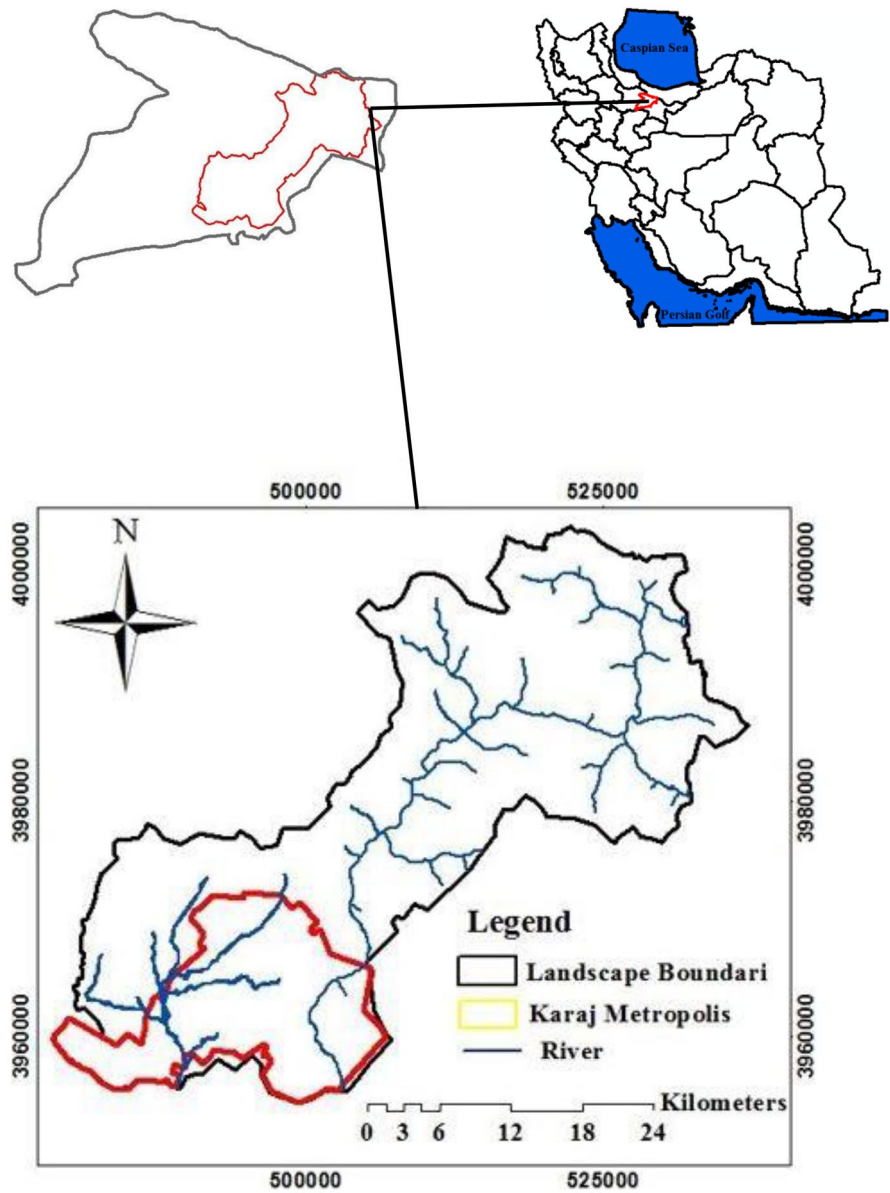 Caspian Sea
Persian Golf
500000 525000
N
4000000 4000000
3980000 3980000
Legend
Landscape Boundari
Karaj Metropolis
3960000 3960000
River
Kilometers
0 3 6 12 18 24
500000 525000